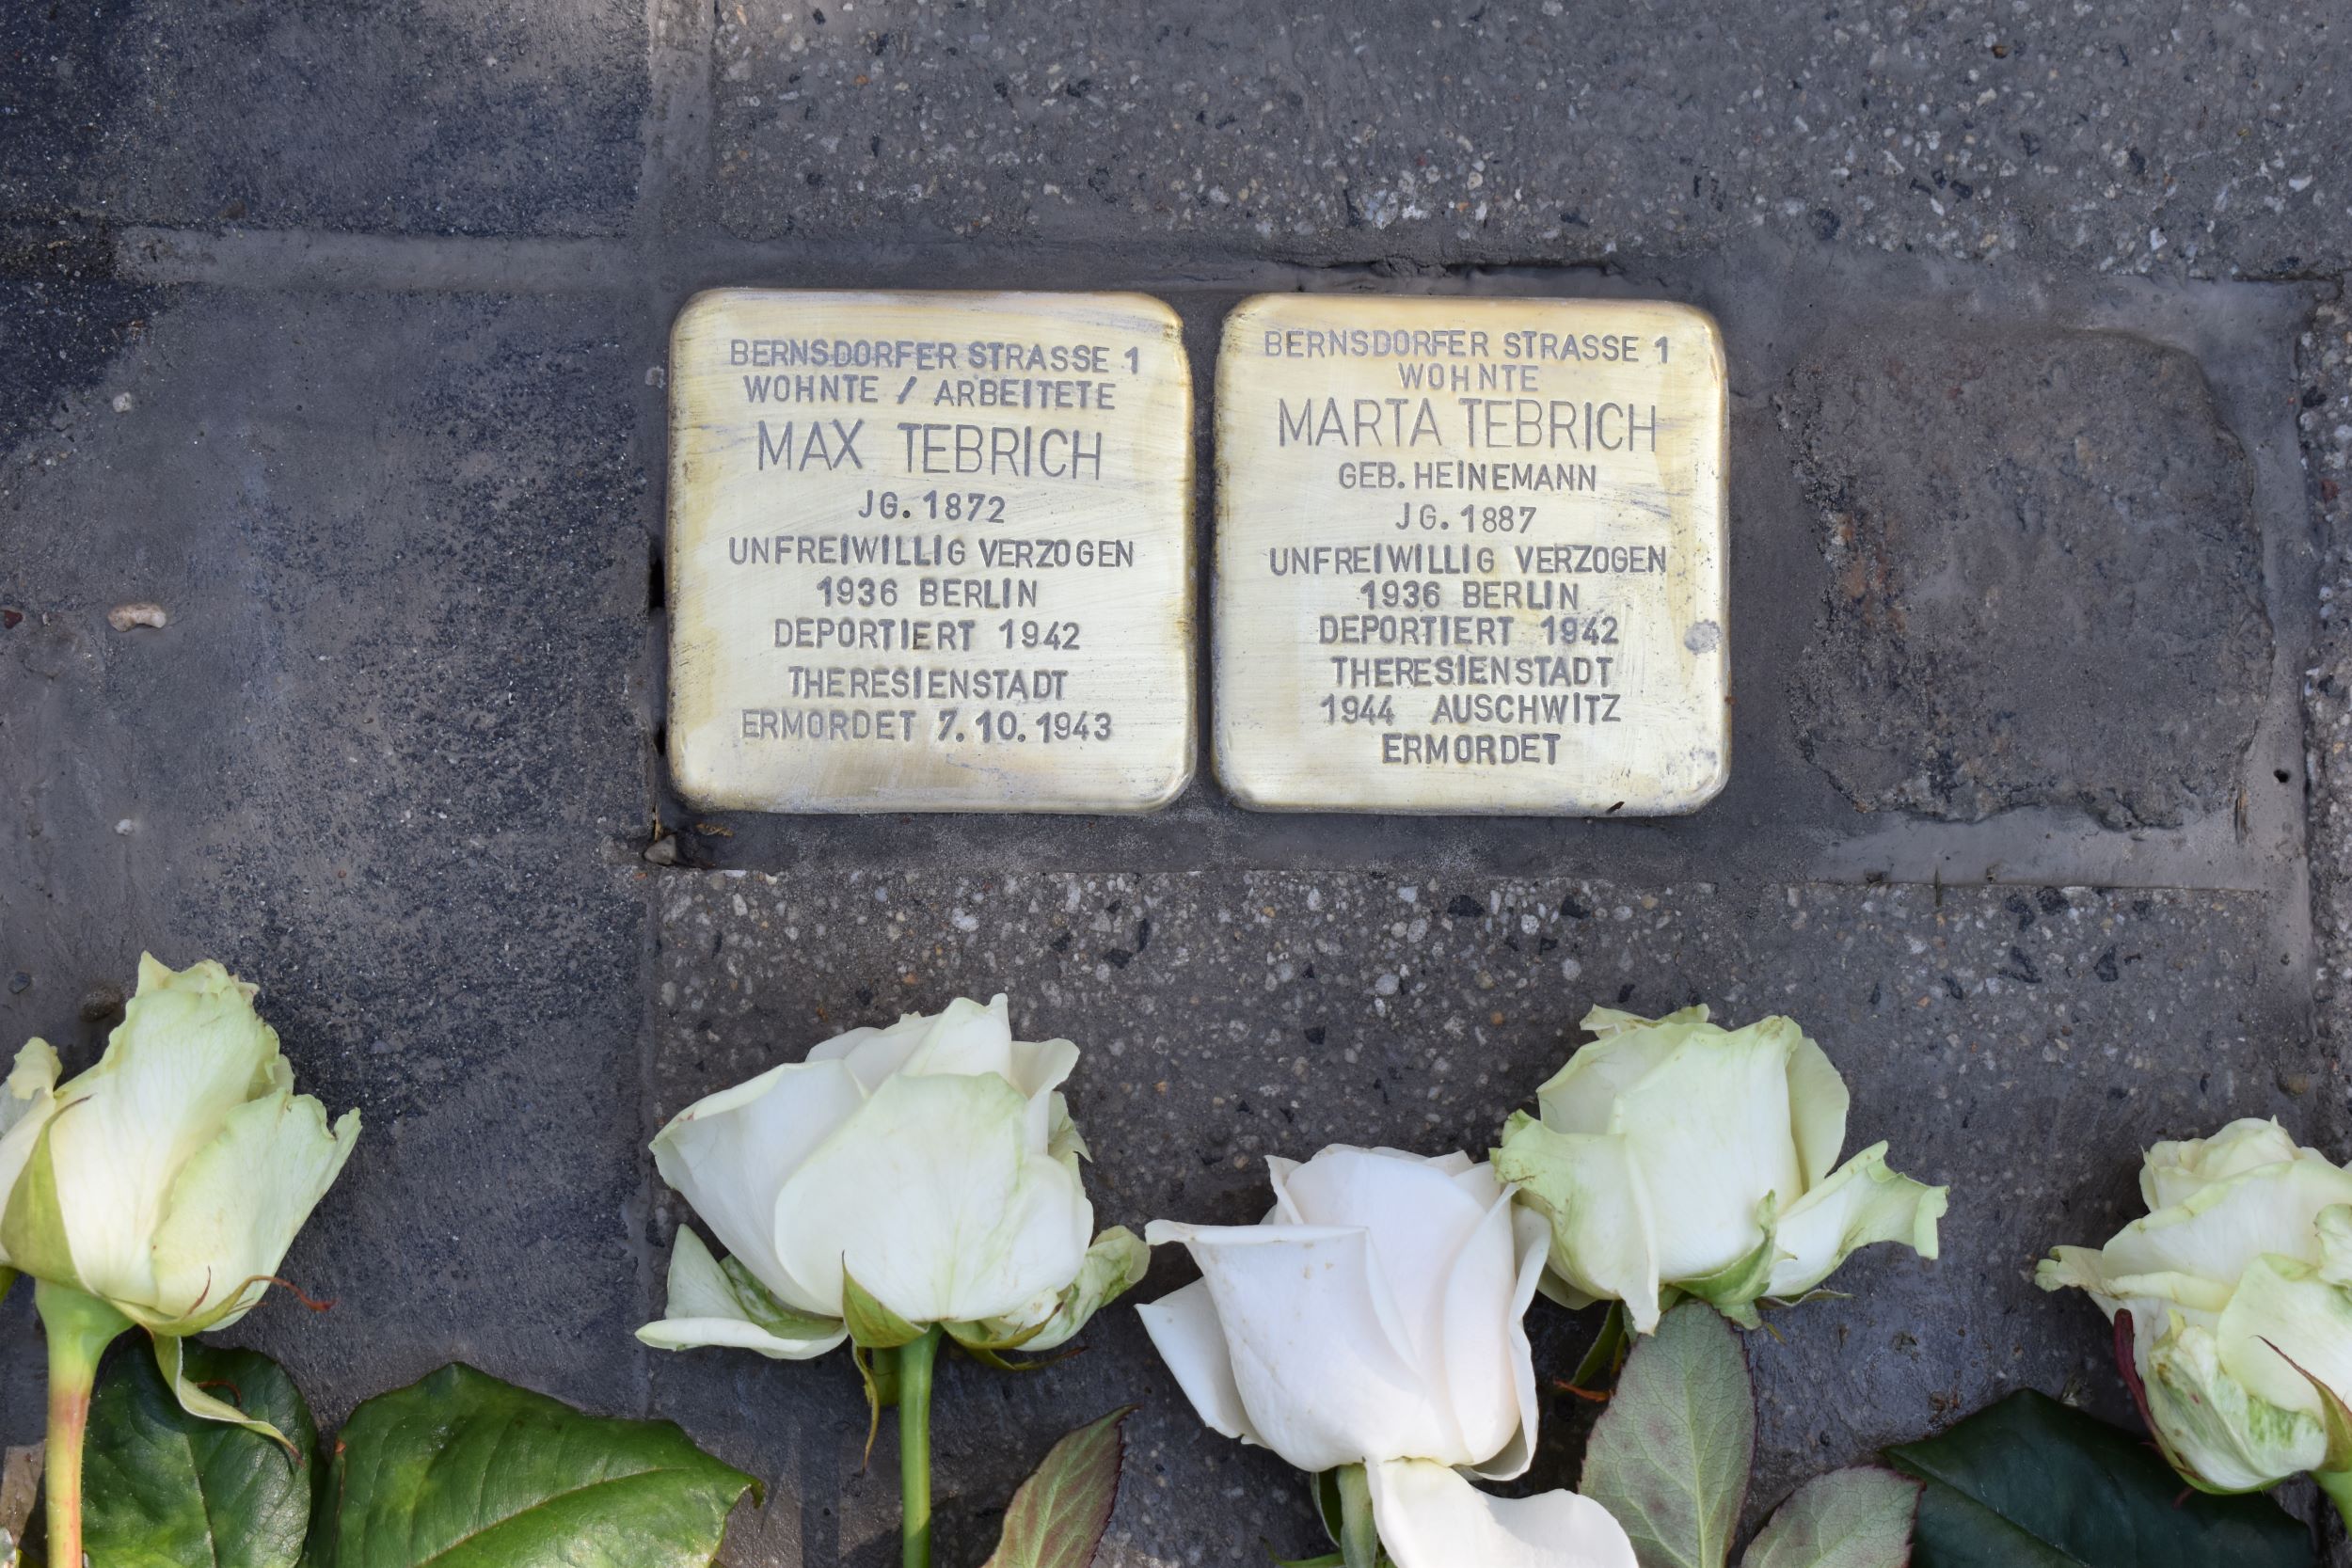 BERNSDORFER STRASSE 1
WOHNTE / ARBEITETE
MAX TEBRICH
JG. 1872
UNFREIWILLIG VERZOGEN
1936 BERLIN
DEPORTIERT 1942
THERESIENSTADT
ERMORDET 7.10.1943
BERNSDORFER STRASSE 1
WOHNTE
MARTA TEBRICH
GEB. HEINEMANN
JG. 1887
UNFREIWILLIG VERZOGEN
1936 BERLIN
DEPORTIERT 1942
THERESIENSTADT
1944 AUSCHWITZ
ERMORDET